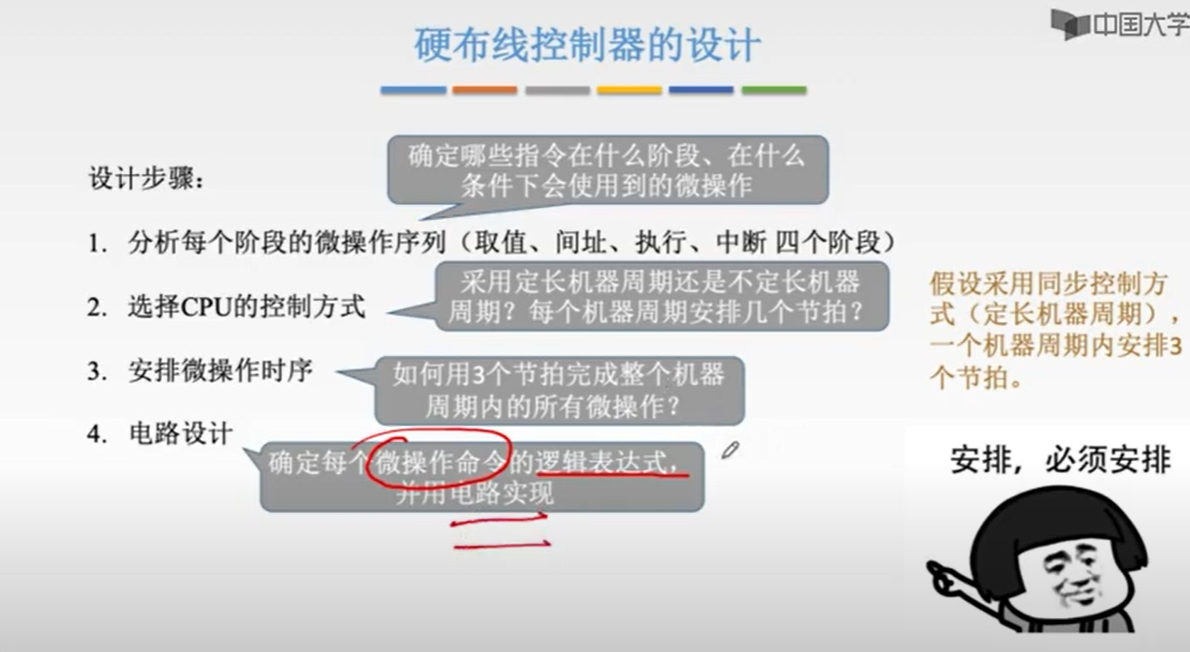 中国大学
硬布线控制器的设计
设计步骤：
确定哪些指令在什么阶段、在什么
条件下会使用到的微操作
1. 分析每个阶段的微操作序列（取值、间址、执行、中断 四个阶段）
2. 选择CPU的控制方式
采用定长机器周期还是不定长机器
周期？每个机器周期安排几个节拍？
假设采用同步控制方
式（定长机器周期），
一个机器周期内安排3
个节拍。
3. 安排微操作时序
如何用3个节拍完成整个机器
周期内的所有微操作？
4. 电路设计
确定每个微操作命令的逻辑表达式，
并用电路实现
安排，必须安排